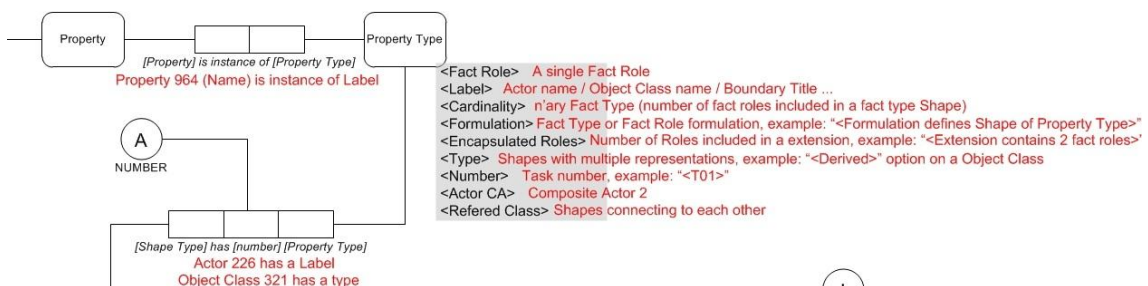 Property
Property Type
[Property] is instance of [Property Type]
Property 964 (Name) is instance of Label
<Fact Role> A single Fact Role
<Label> Actor name / Object Class name / Boundary Title ...
<Cardinality> n'ary Fact Type (number of fact roles included in a fact type Shape)
<Formulation> Fact Type or Fact Role formulation, example: “<Formulation defines Shape of Property Type>”
<Encapsulated Roles> Number of Roles included in a extension, example: “<Extension contains 2 fact roles>”
<Type> Shapes with multiple representations, example: “<Derived>” option on a Object Class
<Number> Task number, example: “<T01>”
<Actor CA> Composite Actor 2
<Refered Class> Shapes connecting to each other
A
NUMBER
[Shape Type] has [number] [Property Type]
Actor 226 has a Label
Object Class 321 has a type